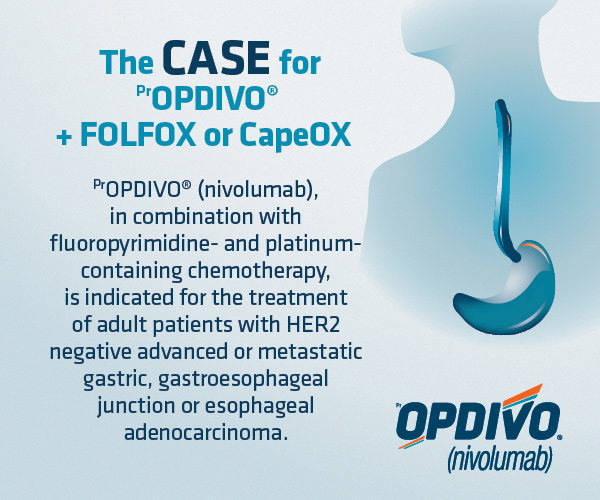 The CASE for
PrOPDIVO®
+ FOLFOX or CapeOX
PrOPDIVO® (nivolumab),
in combination with
fluoropyrimidine- and platinum-
containing chemotherapy,
is indicated for the treatment
of adult patients with HER2
negative advanced or metastatic
gastric, gastroesophageal
junction or esophageal
adenocarcinoma.
Pr OPDIVO®
(nivolumab)